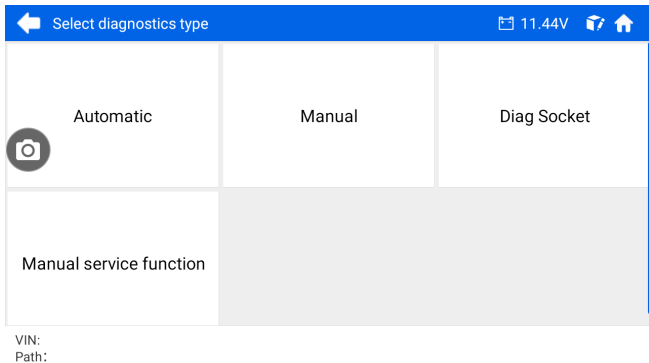 Select diagnostics type
11.44V
Automatic
Manual
Diag Socket
Manual service function
VIN:
Path：